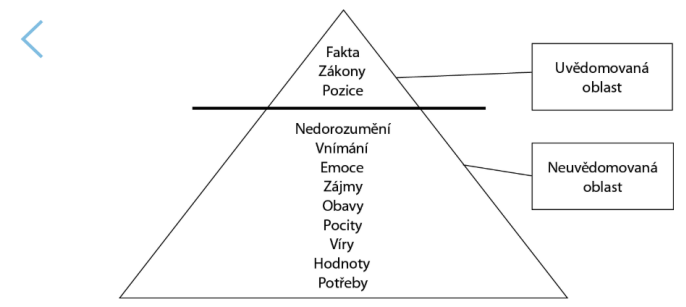 Fakta
Zákony
Pozice
Uvědomovaná
oblast
Nedorozumění
Vnímání
Emoce
Zájmy
Obavy
Pocity
Víry
Hodnoty
Potřeby
Neuvědomovaná
oblast